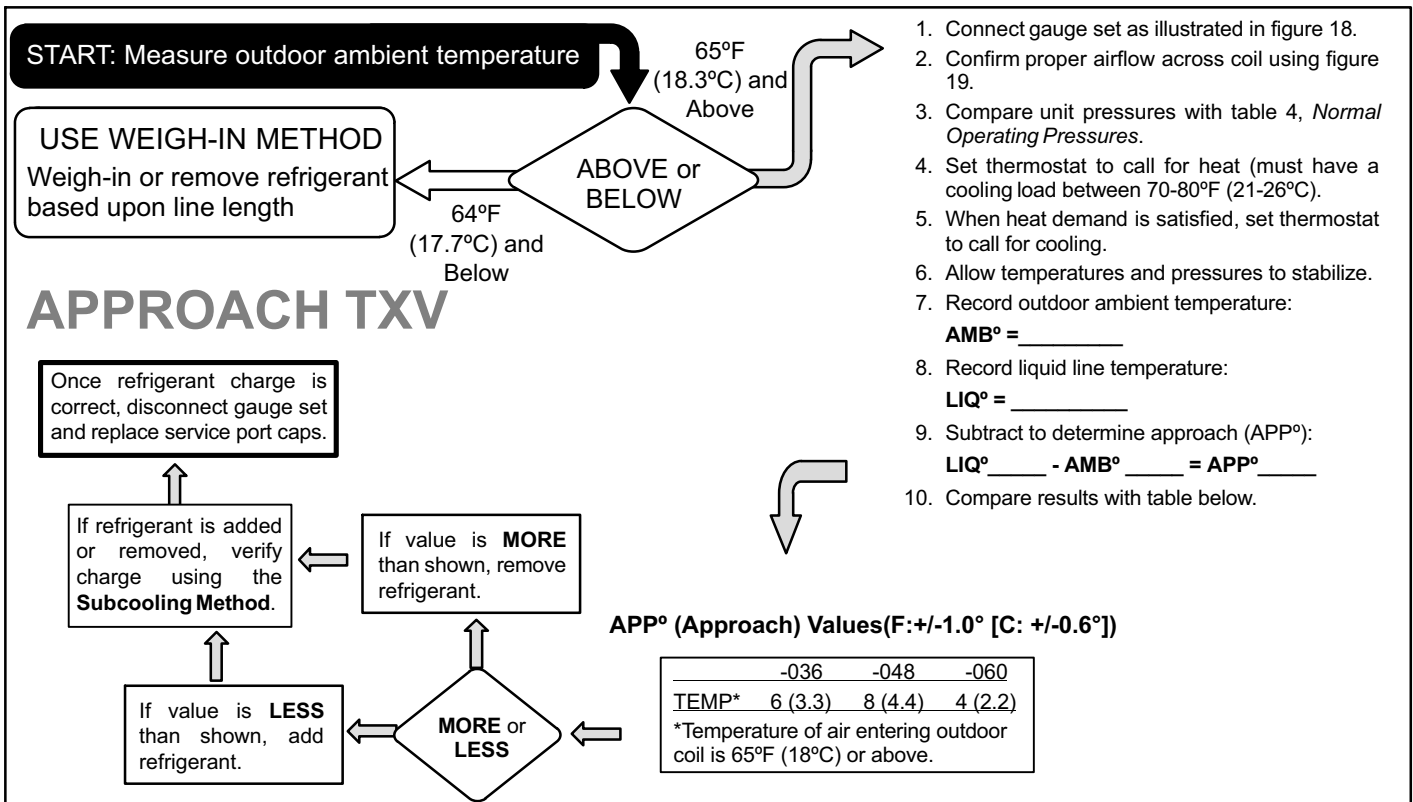 START: Measure outdoor ambient temperature
65ºF
(18.3ºC) and
Above
ABOVE or
BELOW
64ºF
(17.7ºC) and
Below
USE WEIGH-IN METHOD
Weigh-in or remove refrigerant
based upon line length
1. Connect gauge set as illustrated in figure 18.
2. Confirm proper airflow across coil using figure
19.
3. Compare unit pressures with table 4, Normal
Operating Pressures.
4. Set thermostat to call for heat (must have a
cooling load between 70-80ºF (21-26ºC).
5. When heat demand is satisfied, set thermostat
to call for cooling.
6. Allow temperatures and pressures to stabilize.
7. Record outdoor ambient temperature:
AMBº =_________
8. Record liquid line temperature:
LIQº = __________
9. Subtract to determine approach (APPº):
LIQº_____ - AMBº _____ = APPº_____
10. Compare results with table below.
APPROACH TXV
Once refrigerant charge is
correct, disconnect gauge set
and replace service port caps.
If refrigerant is added
or removed, verify
charge using the
Subcooling Method.
If value is MORE
than shown, remove
refrigerant.
If value is LESS
than shown, add
refrigerant.
MORE or
LESS
APPº (Approach) Values(F:+/-1.0° [C: +/-0.6°])
-036 -048 -060
TEMP* 6 (3.3) 8 (4.4) 4 (2.2)
*Temperature of air entering outdoor
coil is 65ºF (18ºC) or above.